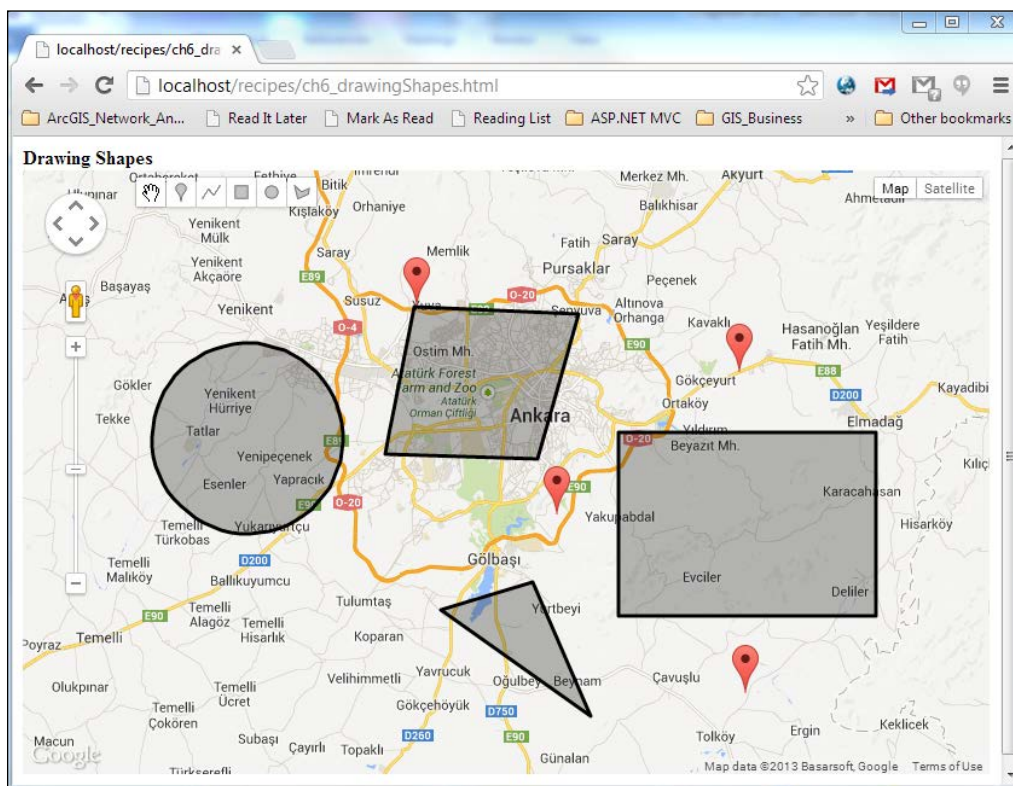 localhost/recipes/ch6_dra
localhost/recipes/ch6_drawingShapes.html
ArcGIS_Network_An... Read It Later Mark As Read Reading List ASP.NET MVC GIS_Business » Other bookmarks
Drawing Shapes
Map Satellite
Bitik
Kışlaköy
Orhaniye
Merkez Mh.
Akyurt
Balıkhisar
Yenikent
Mülk
Saray
Memlik
Fatih
Saray
Yenikent
Akçaöre
E89
Pursaklar
Peçenek
Başayaş
Yenikent
Susuz
O-20
Altınova
Orhanga
O-4
Kavaklı
Hasanoğlan
Fatih Mh.
Yeşildere
Fatih
E90
Ostim Mh.
Gökler
Atatürk Forest
Farm and Zoo
Atatürk
Orman Çiftliği
Gökçeyurt
E88
D200
Kayadibi
Yenikent
Hürriye
Tekke
Ankara
Ortaköy
Elmadağ
Tatlar
Yıldırım
O-20
Beyazıt Mh.
Yenipeçenek
Esenler
Yapracık
E90
Karacahasan
O-20
Temelli
Türkobas
Yukarıyurtçu
Yakupabdal
Hisarköy
D200
Gölbaşı
Temelli
Malıköy
Ballıkuyumcu
Evciler
Deliler
E90
Temelli
Alagöz
Tulumtaş
Yurtbeyi
Temelli
Hisarlık
Koparan
Poyraz
Temelli
Yavrucuk
Velihimmetli
Oğulbey
Beynam
Çavuşlu
Olukpınar
Temelli
Ücret
Gökçehöyük
D750
Temelli
Çokören
Keklicek
Ergin
Tolköy
D260
E90
Subaşı
Çayırlı
Topaklı
Macun
Günalan
Google
Türkşerefli
Map data ©2013 Basarsoft, Google Terms of Use